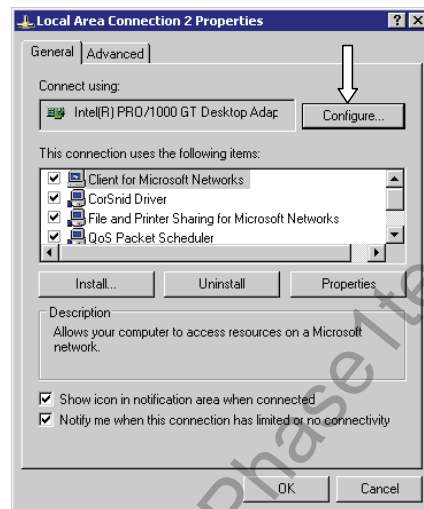 Local Area Connection 2 Properties
General Advanced
Connect using:
Intel(R) PRO/1000 GT Desktop Adap
Configure...
This connection uses the following items:
Client for Microsoft Networks
CorSnid Driver
File and Printer Sharing for Microsoft Networks
QoS Packet Scheduler
Install... Uninstall Properties
Description
Allows your computer to access resources on a Microsoft
network.
Show icon in notification area when connected
Notify me when this connection has limited or no connectivity
OK Cancel
Phase1te